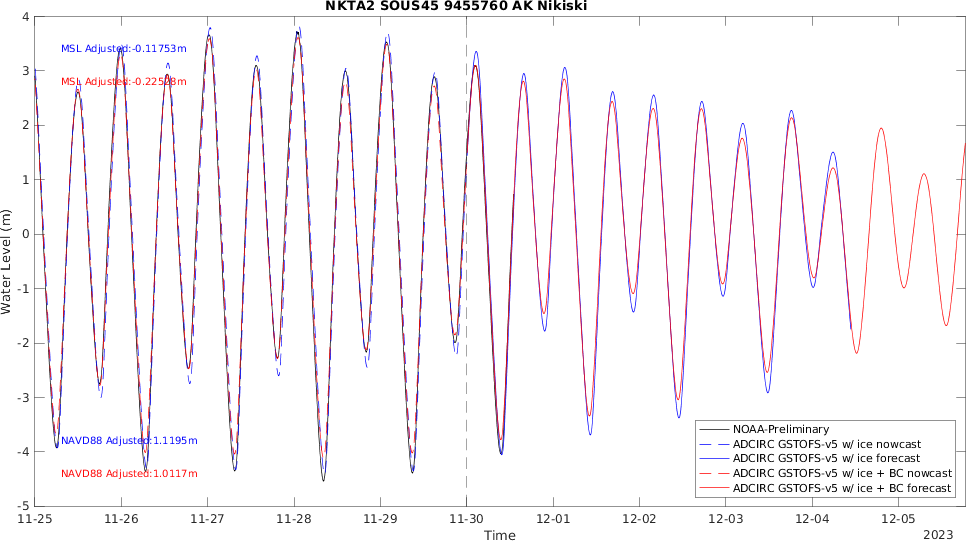 NKTA2 SOUS45 9455760 AK Nikiski
Water Level (m)
4
3
2
1
0
-1
-2
-3
-4
-5
MSL Adjusted:-0.11753m
MSL Adjusted:-0.22523m
NAVD88 Adjusted:1.1195m
NAVD88 Adjusted:1.0117m
NOAA-Preliminary
ADCIRC GSTOFS-v5 w/ ice nowcast
ADCIRC GSTOFS-v5 w/ ice forecast
ADCIRC GSTOFS-v5 w/ ice + BC nowcast
ADCIRC GSTOFS-v5 w/ ice + BC forecast
11-25 11-26 11-27 11-28 11-29 11-30 12-01 12-02 12-03 12-04 12-05
Time
2023